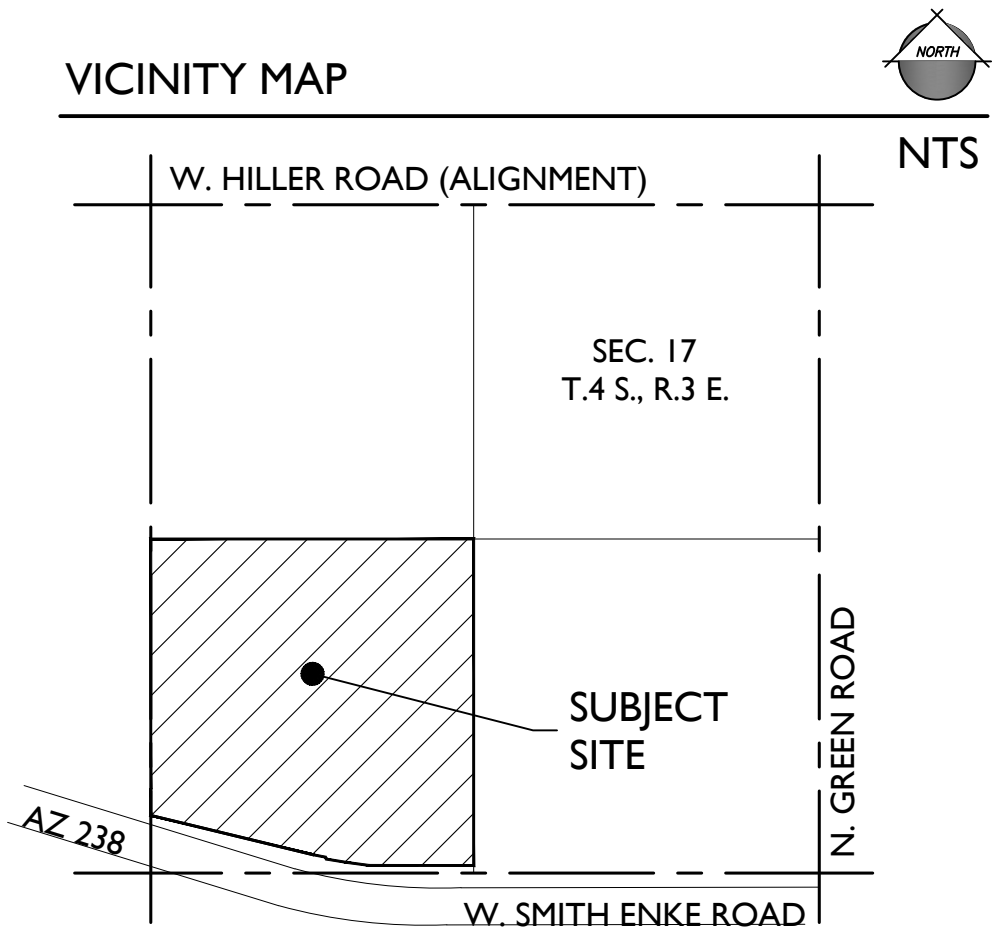 NORTH
VICINITY MAP
NTS
W. HILLER ROAD (ALIGNMENT)
SEC. 17
T.4 S., R.3 E.
SUBJECT
SITE
N. GREEN ROAD
AZ 238
W. SMITH ENKE ROAD